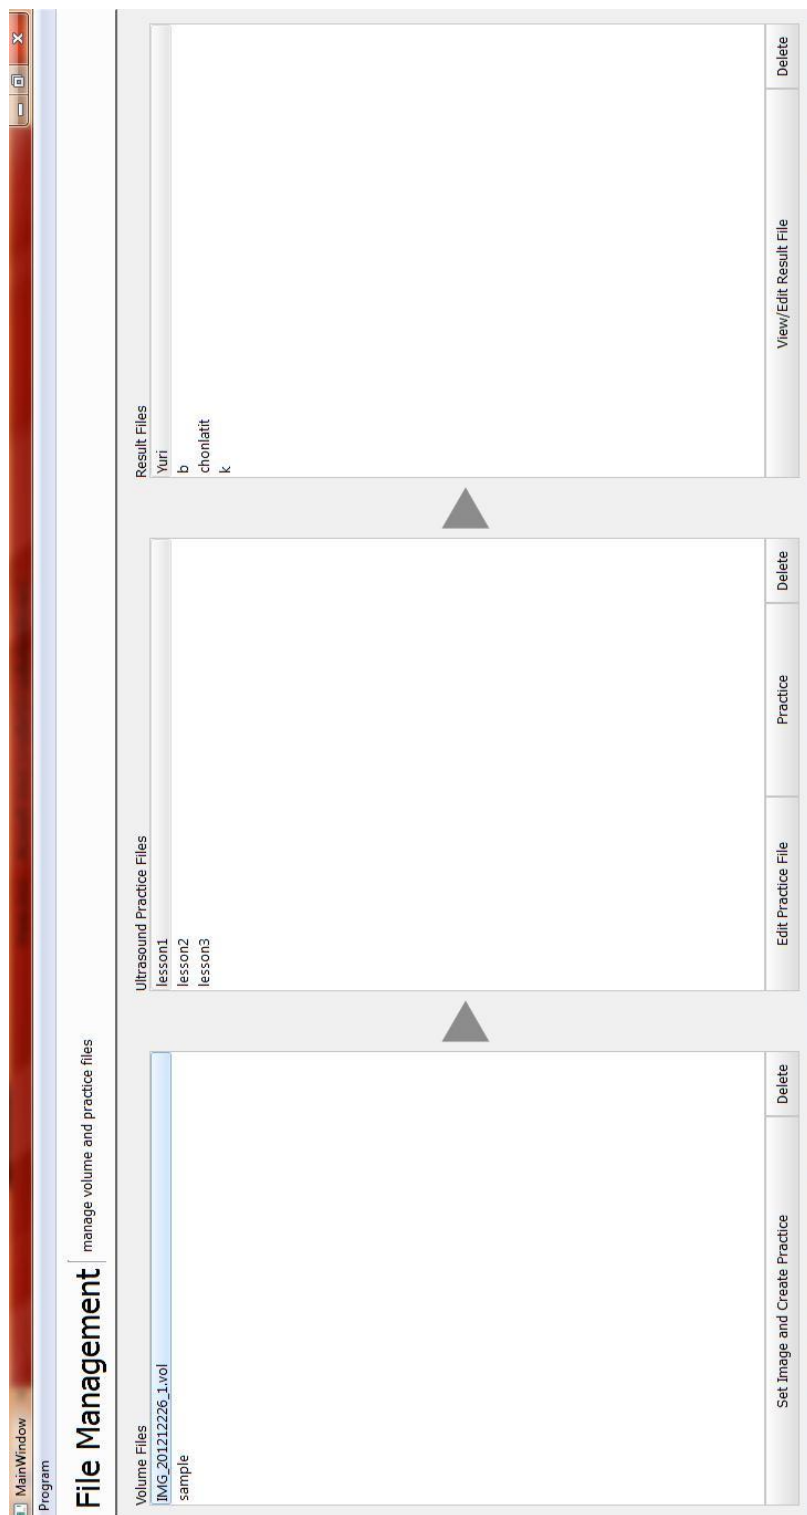 MainWindow
Program
File Management
manage volume and practice files
Volume Files
IMG_201212226_1.vol
sample
Set Image and Create Practice
Delete
Ultrasound Practice Files
lesson1
lesson2
lesson3
Edit Practice File
Practice
Delete
Result Files
Yuri
b
chonlatit
k
View/Edit Result File
Delete